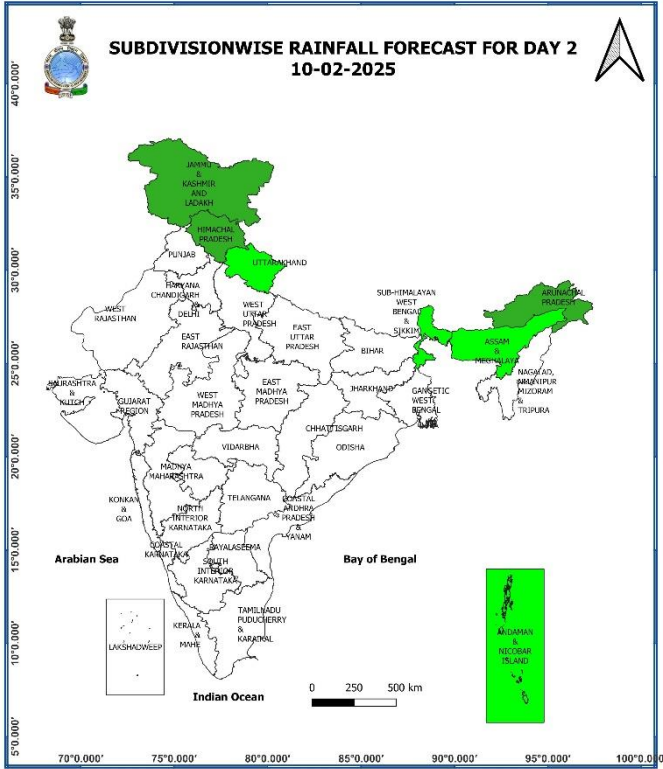 SUBDIVISIONWISE RAINFALL FORECAST FOR DAY 2
10-02-2025
40°0.000'
35°0.000'
30°0.000'
25°0.000'
20°0.000'
15°0.000'
10°0.000'
5°0.000'
JAMMU
&
KASHMIR
AND
LADAKH
HIMACHAL
PRADESH
PUNJAB
UTTARAKHAND
HARYANA
CHANDIGARH
DELHI
WEST
RAJASTHAN
EAST
RAJASTHAN
WEST
UTTAR
PRADESH
EAST
UTTAR
PRADESH
SUB-HIMALAYAN
WEST
BENGAL
&
SIKKIM
ARUNACHAL
PRADESH
ASSAM
&
MEGHALAYA
BIHAR
MANIPUR
MIZORAM
&
TRIPURA
SAURASHTRA
&
KUTCH
GUJARAT
REGION
WEST
MADHYA
PRADESH
EAST
MADHYA
PRADESH
JHARKHAND
GANGETIC
WEST
BENGAL
CHHATTISGARH
ODISHA
VIDARBHA
MADHYA
MAHARASHTRA
KONKAN
&
GOA
TELANGANA
NORTH
INTERIOR
KARNATAKA
COASTAL
ANDHRA
PRADESH
&
YANAM
COASTAL
KARNATAKA
RAYALASEEMA
SOUTH
INTERIOR
KARNATAKA
Arabian Sea
Bay of Bengal
LAKSHADWEEP
KERALA
&
MAHE
TAMILNADU
PUDUCHERRY
&
KARAIKAL
ANDAMAN
&
NICOBAR
ISLAND
Indian Ocean
0 250 500 km
70°0.000' 75°0.000' 80°0.000' 85°0.000' 90°0.000' 95°0.000' 100°0.000'